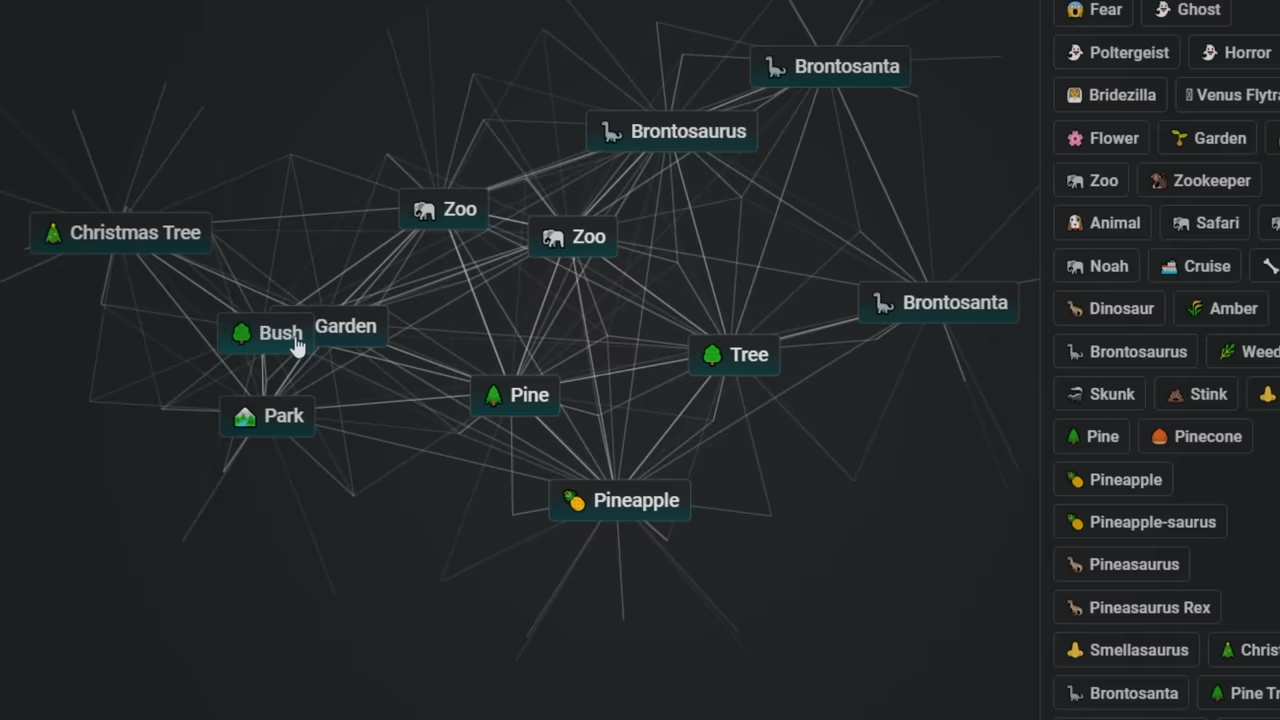 Brontosanta
Brontosaurus
Zoo
Zoo
Christmas Tree
Brontosanta
Garden
Bush
Tree
Pine
Park
Pineapple
Fear Ghost
Poltergeist Horror
Bridezilla Venus Flytra
Flower Garden
Zoo Zookeeper
Animal Safari
Noah Cruise
Dinosaur Amber
Brontosaurus Weed
Skunk Stink
Pine Pinecone
Pineapple
Pineapple-saurus
Pineasaurus
Pineasaurus Rex
Smellasaurus Christ
Brontosanta Pine Tr